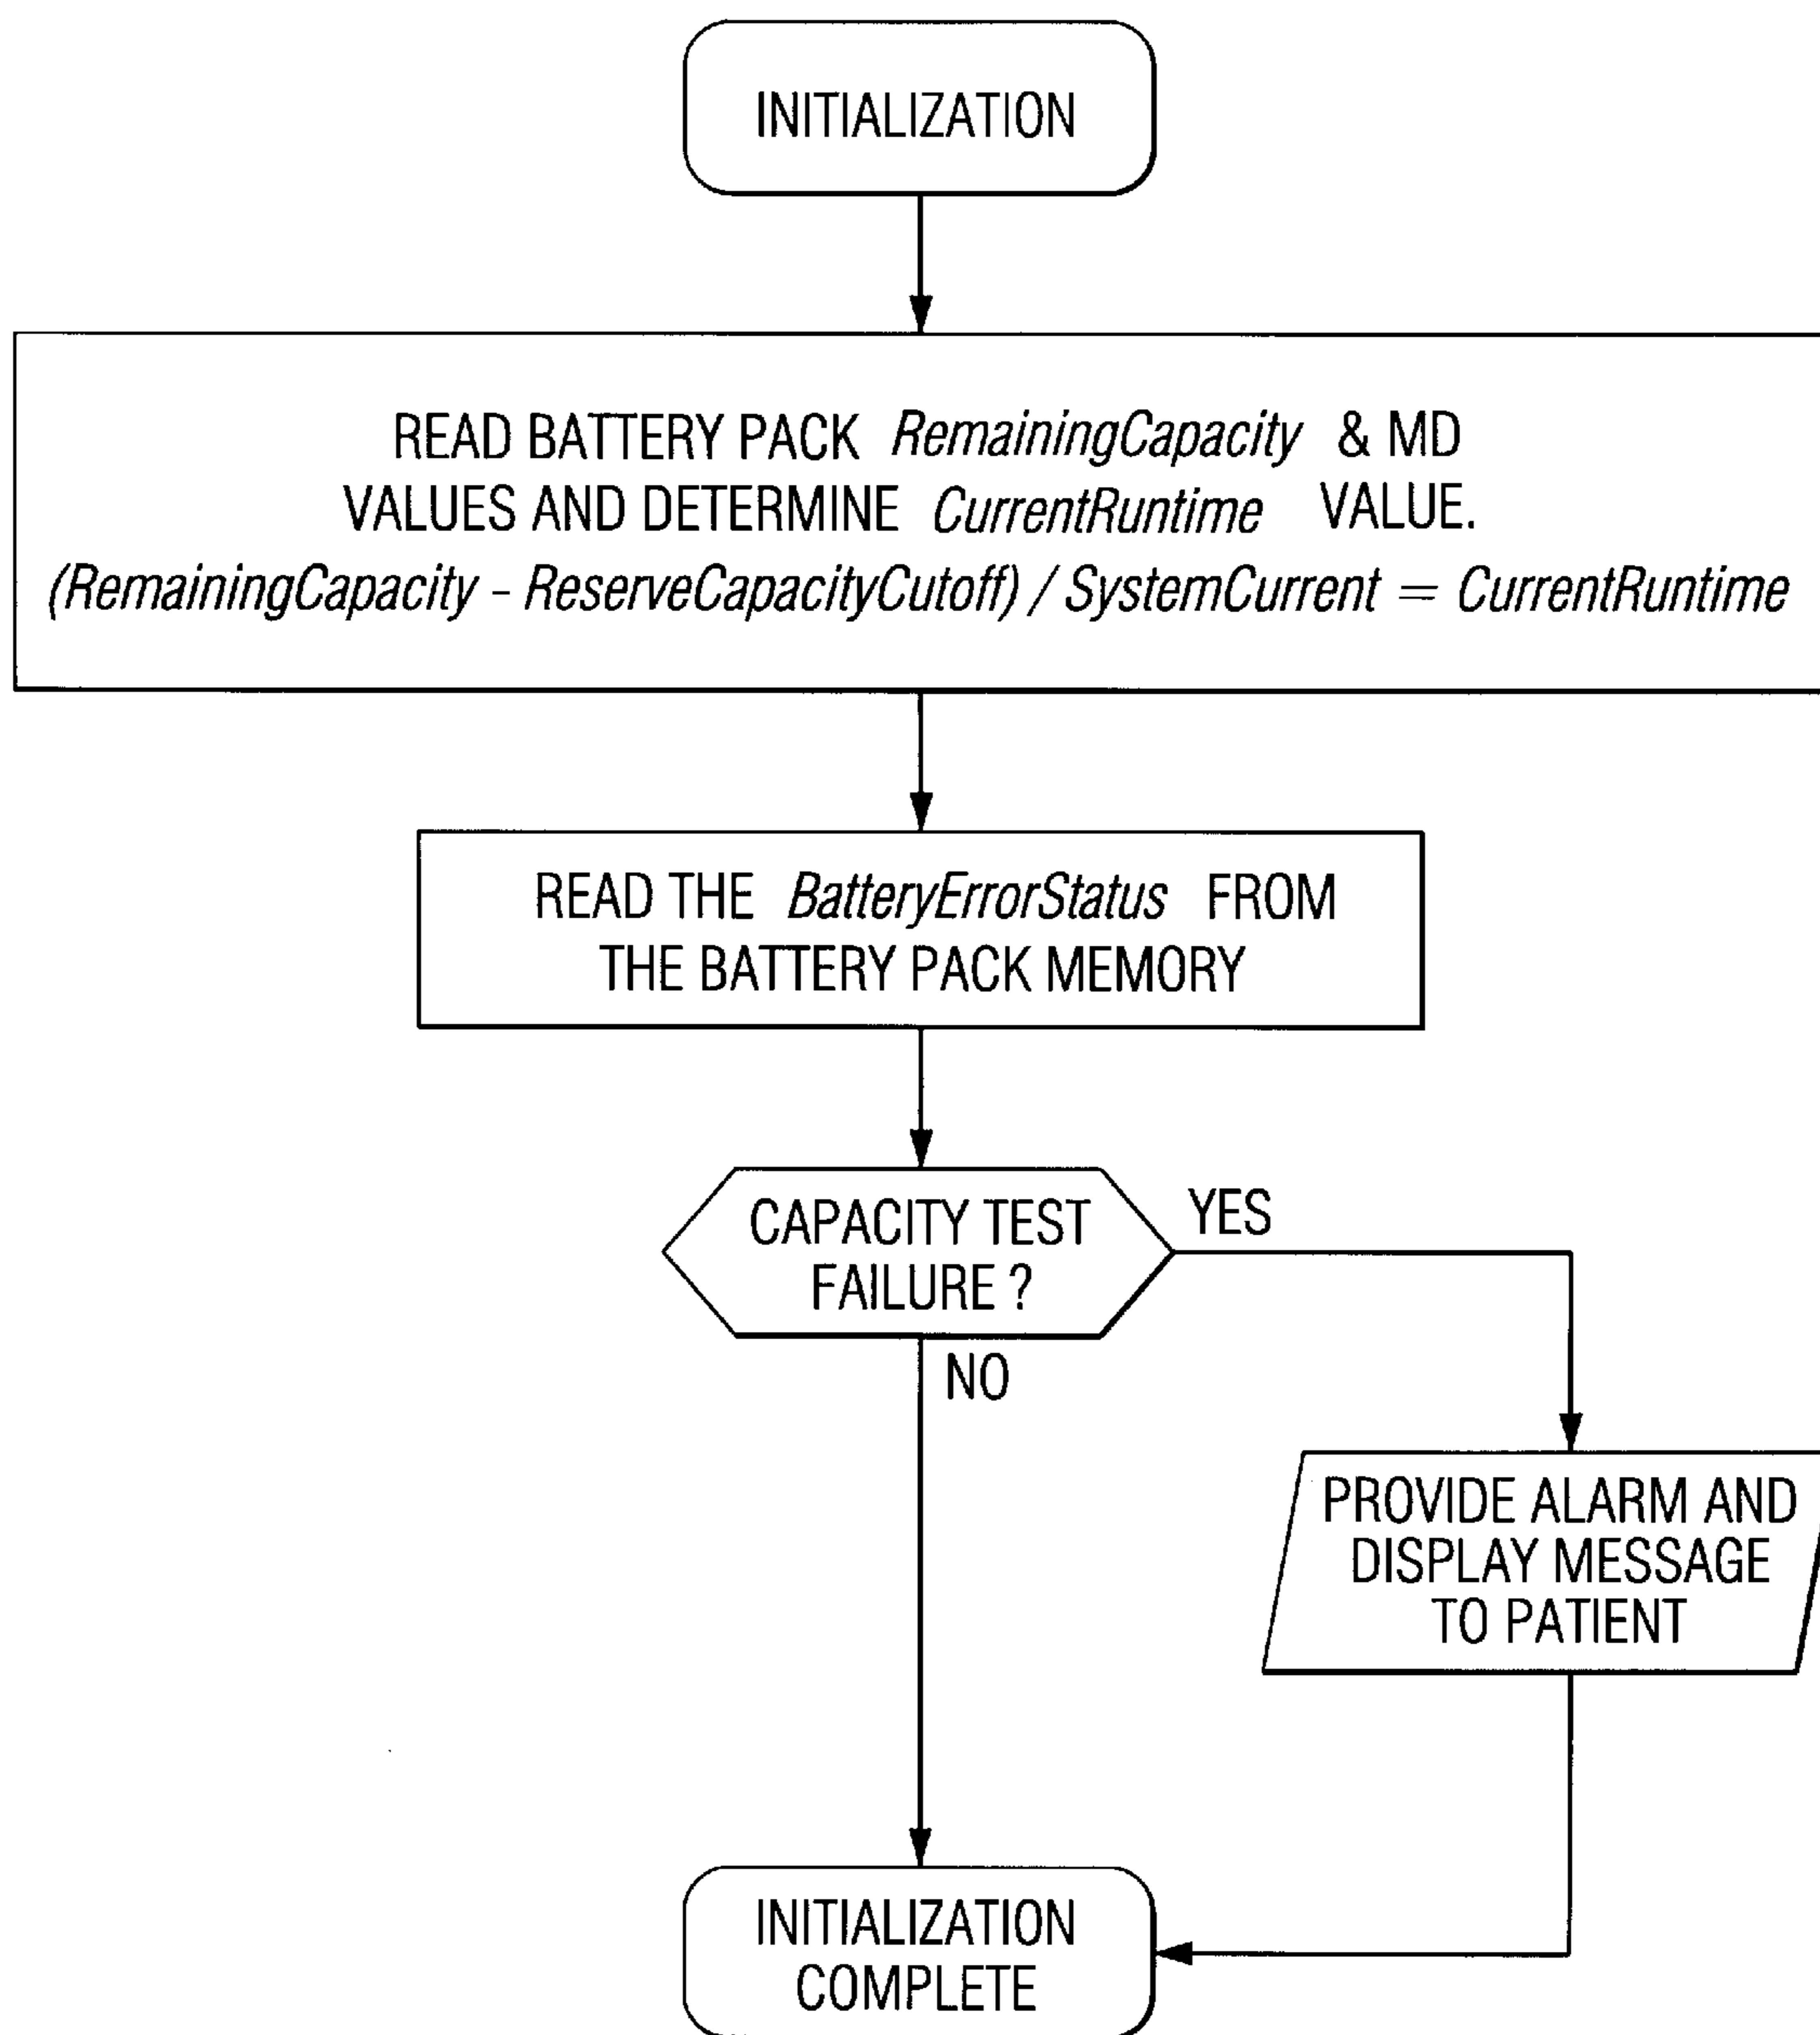 INITIALIZATION
READ BATTERY PACK RemainingCapacity & MD
VALUES AND DETERMINE CurrentRuntime VALUE.
(RemainingCapacity - ReserveCapacityCutoff) / SystemCurrent = CurrentRuntime
READ THE BatteryErrorStatus FROM
THE BATTERY PACK MEMORY
CAPACITY TEST
FAILURE ?
YES
NO
PROVIDE ALARM AND
DISPLAY MESSAGE
TO PATIENT
INITIALIZATION
COMPLETE